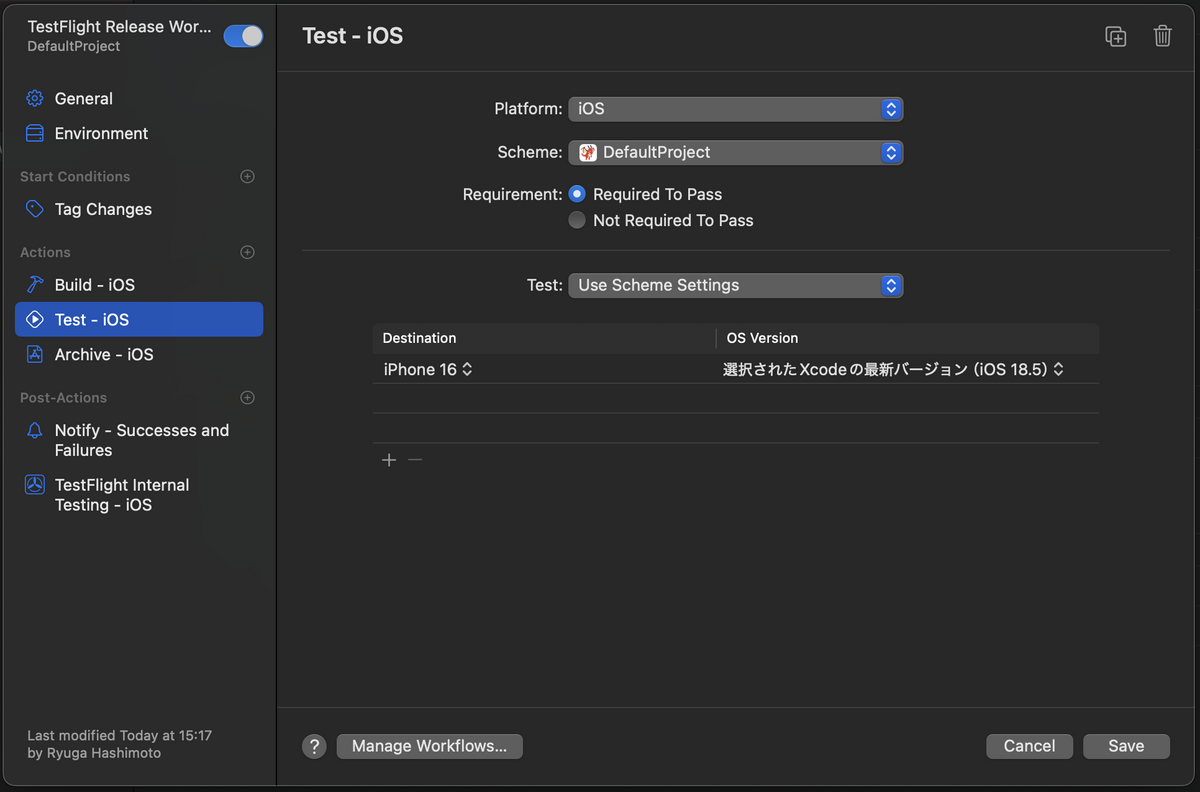 TestFlight Release Wor...
DefaultProject
General
Environment
Start Conditions
Tag Changes
Actions
Build - iOS
Test - iOS
Archive - iOS
Post-Actions
Notify - Successes and
Failures
TestFlight Internal
Testing - iOS
Last modified Today at 15:17
by Ryuga Hashimoto
Test - iOS
Platform: iOS
Scheme: DefaultProject
Requirement: Required To Pass
Not Required To Pass
Test: Use Scheme Settings
Destination OS Version
iPhone 16 選択されたXcodeの最新バージョン (iOS 18.5)
? Manage Workflows... Cancel Save